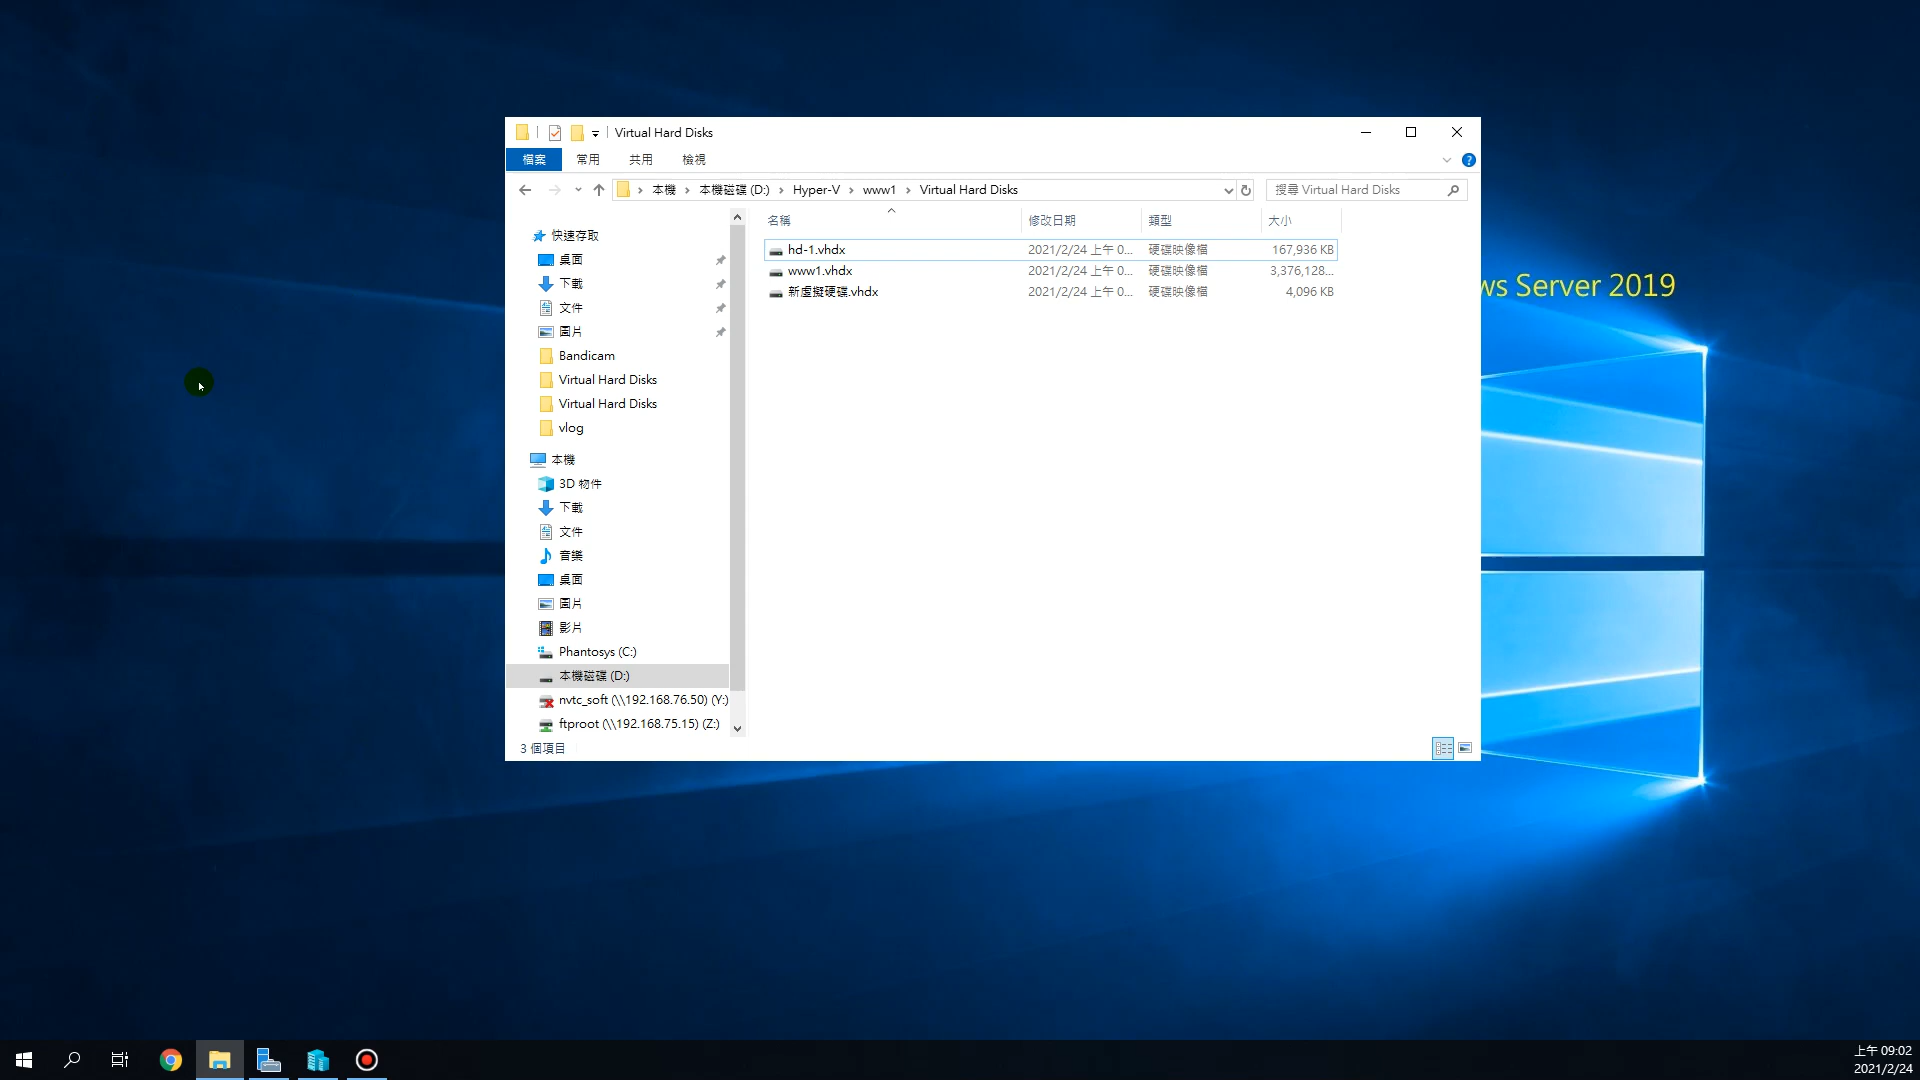 Virtual Hard Disks
檔案 常用 共用 檢視
本機 本機磁碟 (D:) Hyper-V www1 Virtual Hard Disks
搜尋 Virtual Hard Disks
名稱 修改日期 類型 大小
hd-1.vhdx 2021/2/24 上午 0... 硬碟映像檔 167,936 KB
www1.vhdx 2021/2/24 上午 0... 硬碟映像檔 3,376,128...
新虛擬硬碟.vhdx 2021/2/24 上午 0... 硬碟映像檔 4,096 KB
快速存取
桌面
下載
文件
圖片
Bandicam
Virtual Hard Disks
Virtual Hard Disks
vlog
本機
3D 物件
下載
文件
音樂
桌面
圖片
影片
Phantosys (C:)
本機磁碟 (D:)
nvtc_soft (\\192.168.76.50) (Y:)
ftproot (\\192.168.75.15) (Z:)
3 個項目
ws Server 2019
上午 09:02
2021/2/24